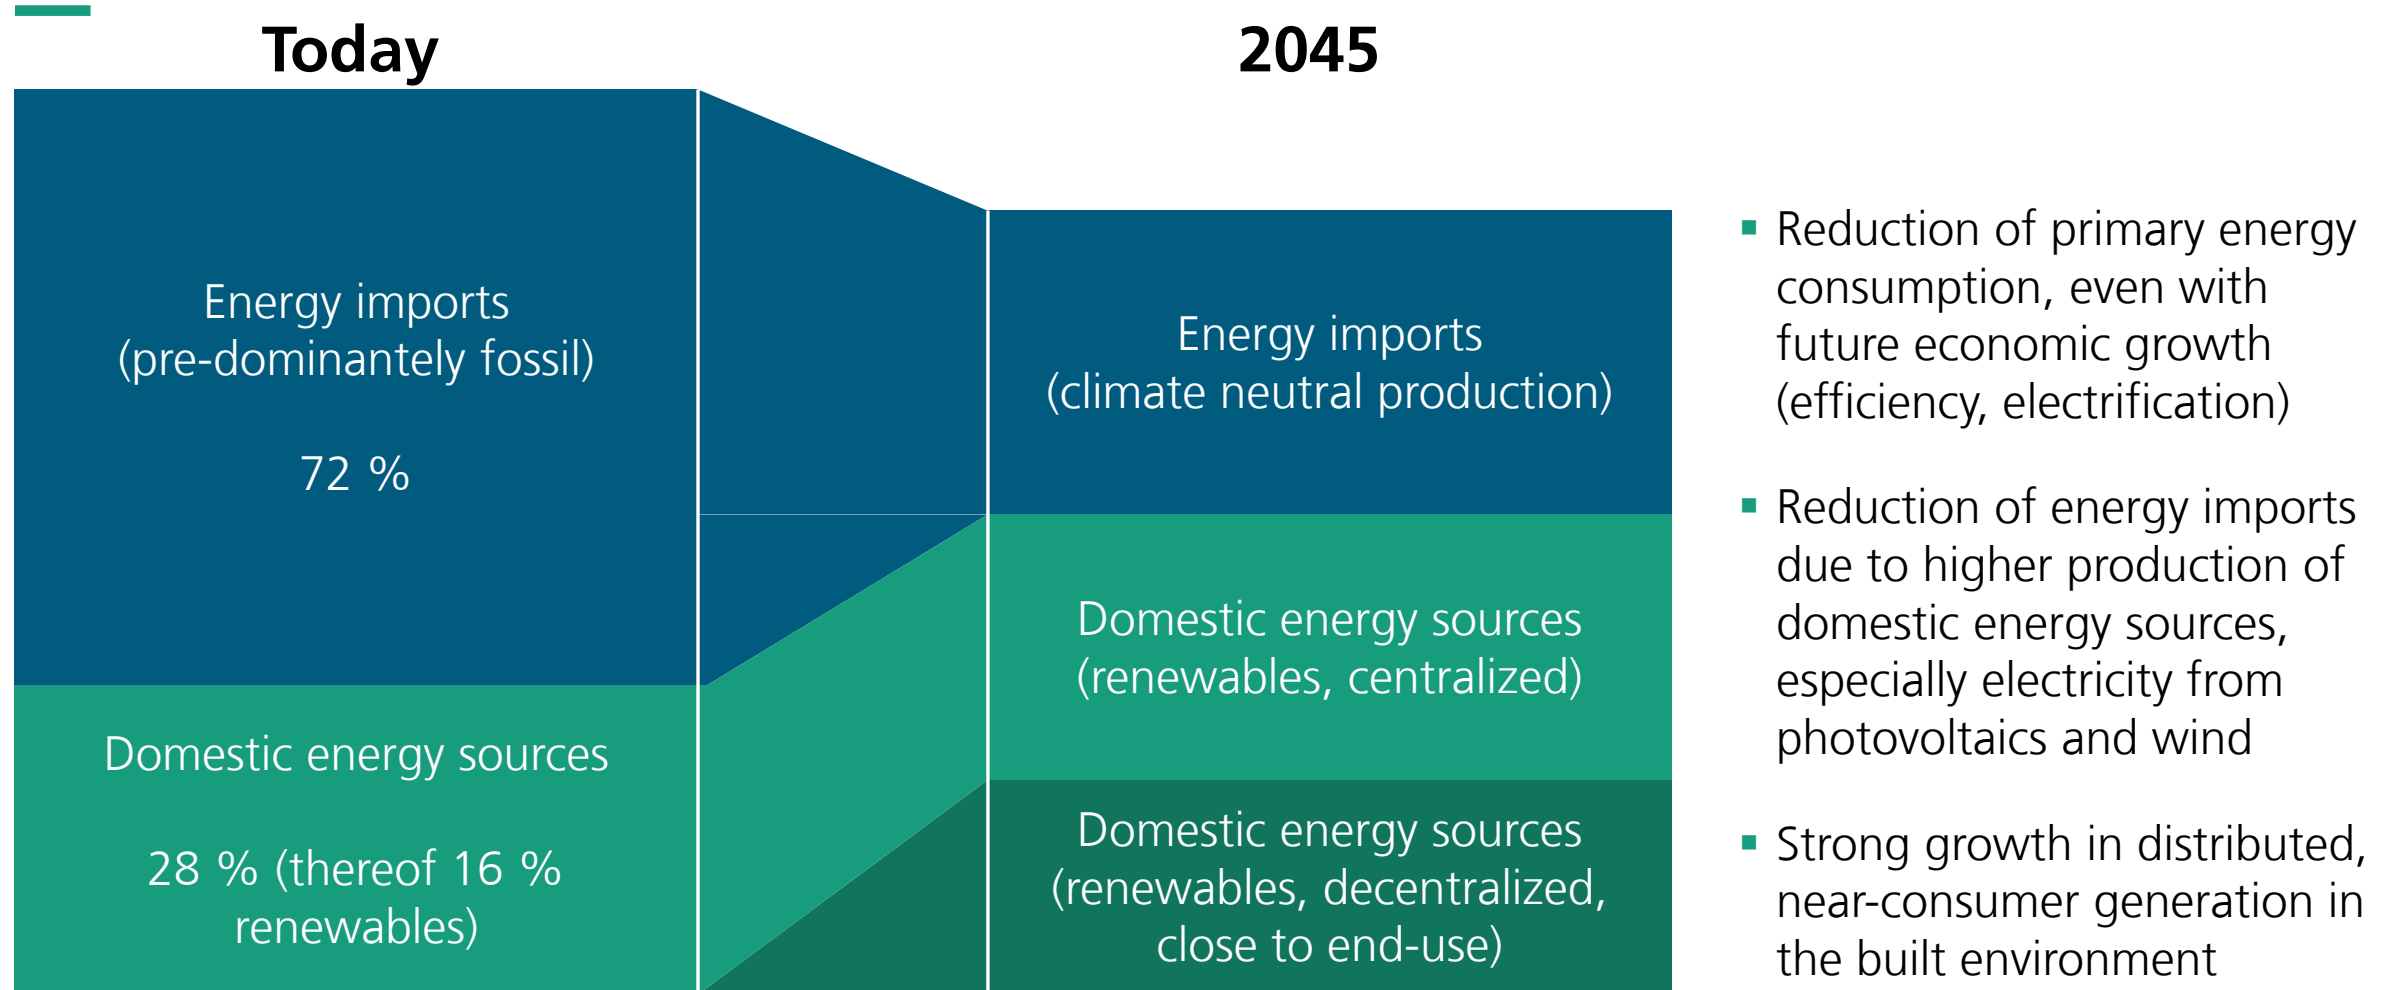 Today
2045
Energy imports
(pre-dominantely fossil)
72 %
Domestic energy sources
28 % (thereof 16 %
renewables)
Energy imports
(climate neutral production)
Domestic energy sources
(renewables, centralized)
Domestic energy sources
(renewables, decentralized,
close to end-use)
▪ Reduction of primary energy
consumption, even with
future economic growth
(efficiency, electrification)
▪ Reduction of energy imports
due to higher production of
domestic energy sources,
especially electricity from
photovoltaics and wind
▪ Strong growth in distributed,
near-consumer generation in
the built environment